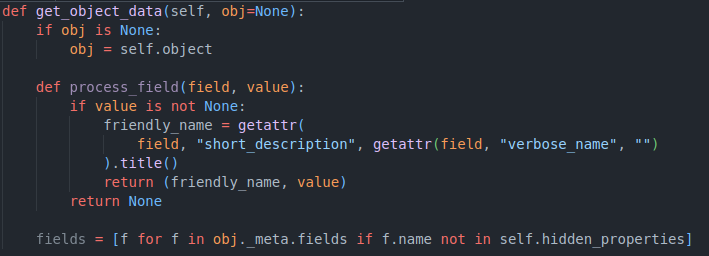 def get_object_data(self, obj=None):
    if obj is None:
        obj = self.object

    def process_field(field, value):
        if value is not None:
            friendly_name = getattr(
                field, "short_description", getattr(field, "verbose_name", "")
            ).title()
            return (friendly_name, value)
        return None

    fields = [f for f in obj._meta.fields if f.name not in self.hidden_properties]